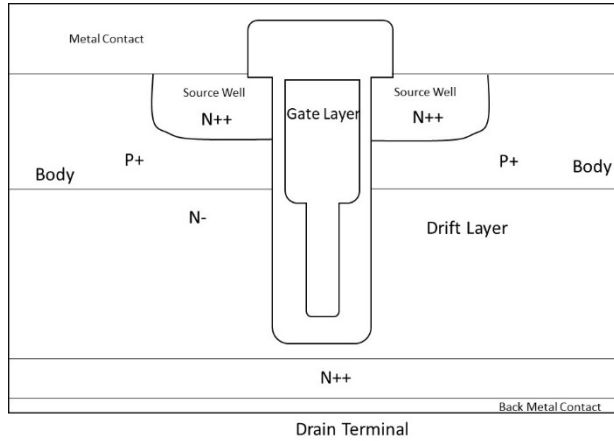 Metal Contact
Source Well
N++
Gate Layer
Source Well
N++
P+
Body
P+
Body
N-
Drift Layer
N++
Back Metal Contact
Drain Terminal